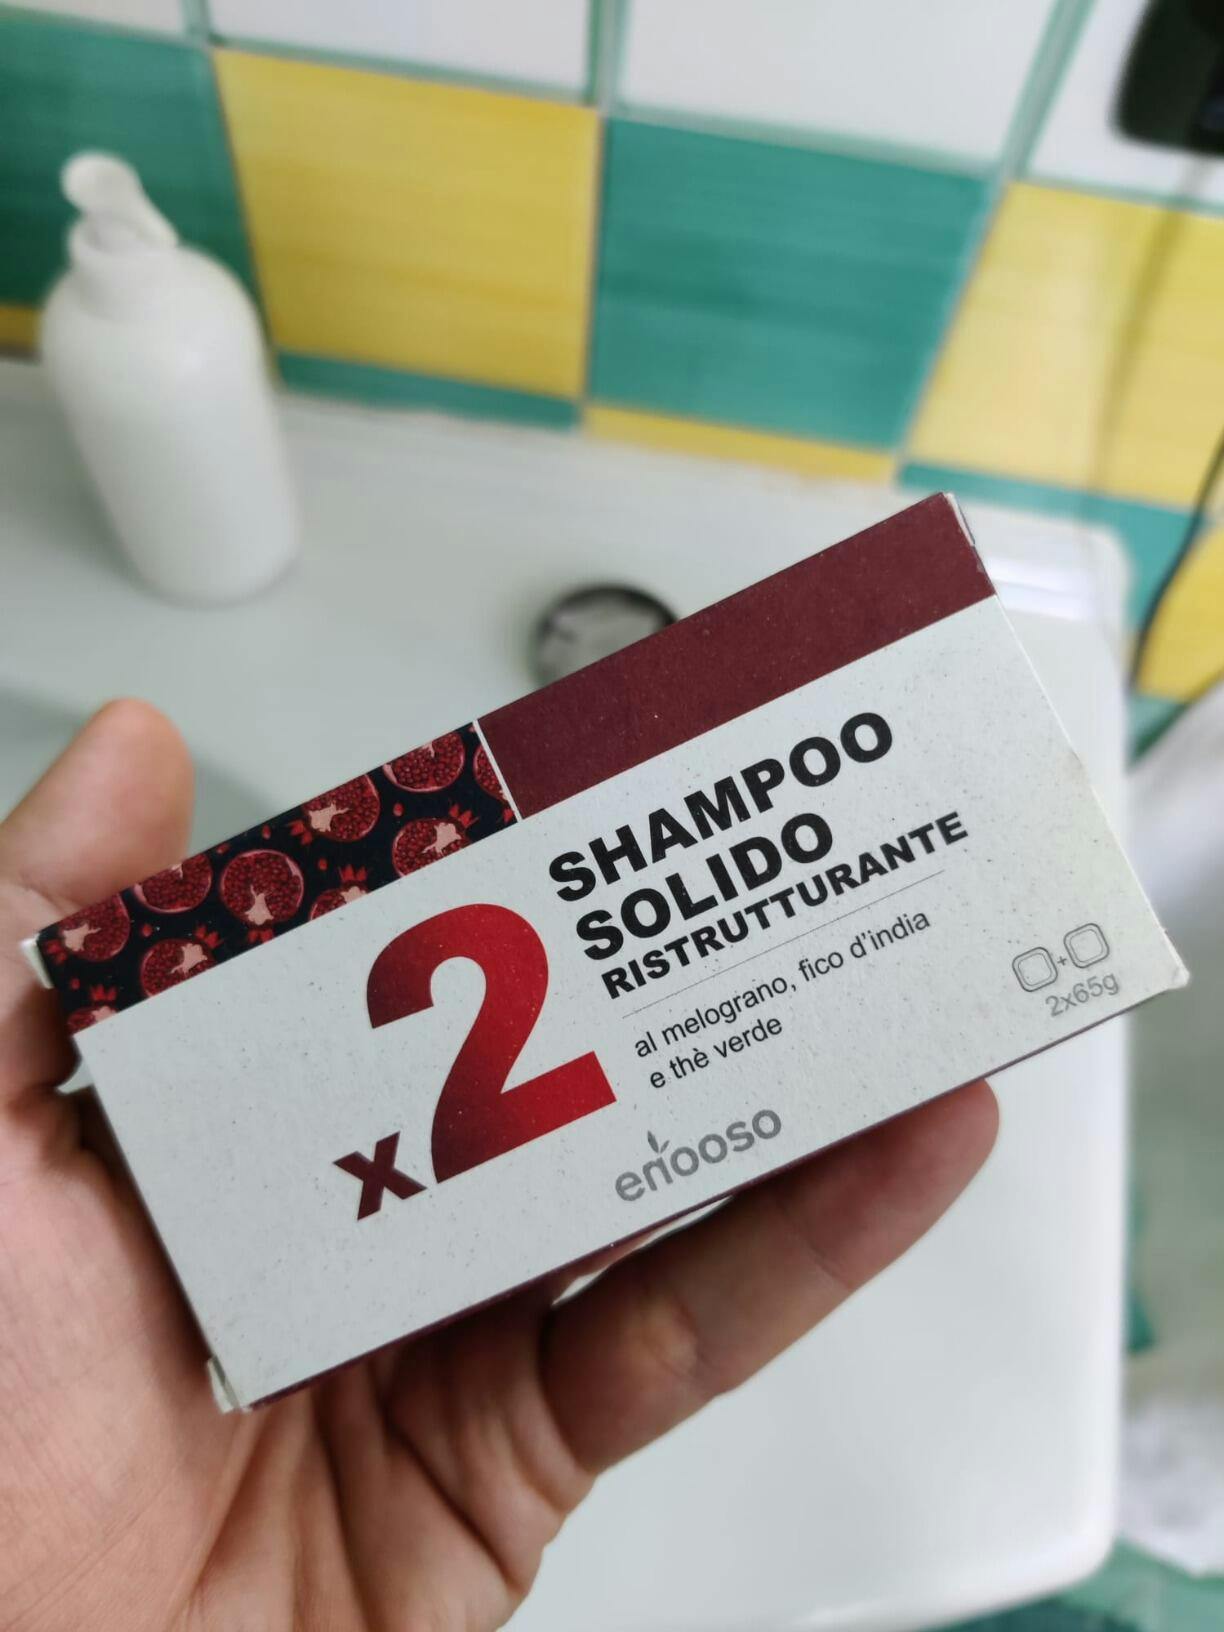 x2
SHAMPOO
SOLIDO
RISTRUTTURANTE
al melograno, fico d'india
e thè verde
+
2x65g
enooso